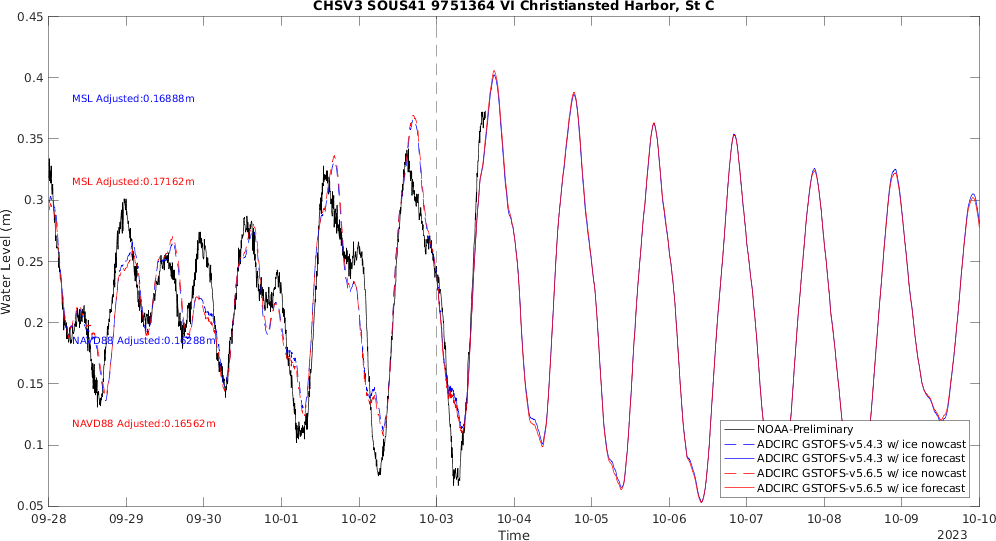 CHSV3 SOUS41 9751364 VI Christiansted Harbor, St C
0.45
0.4
0.35
0.3
0.25
0.2
0.15
0.1
0.05
Water Level (m)
MSL Adjusted:0.16888m
MSL Adjusted:0.17162m
NAVD88 Adjusted:0.16288m
NAVD88 Adjusted:0.16562m
NOAA-Preliminary
ADCIRC GSTOFS-v5.4.3 w/ ice nowcast
ADCIRC GSTOFS-v5.4.3 w/ ice forecast
ADCIRC GSTOFS-v5.6.5 w/ ice nowcast
ADCIRC GSTOFS-v5.6.5 w/ ice forecast
09-28 09-29 09-30 10-01 10-02 10-03 10-04 10-05 10-06 10-07 10-08 10-09 10-10
Time
2023